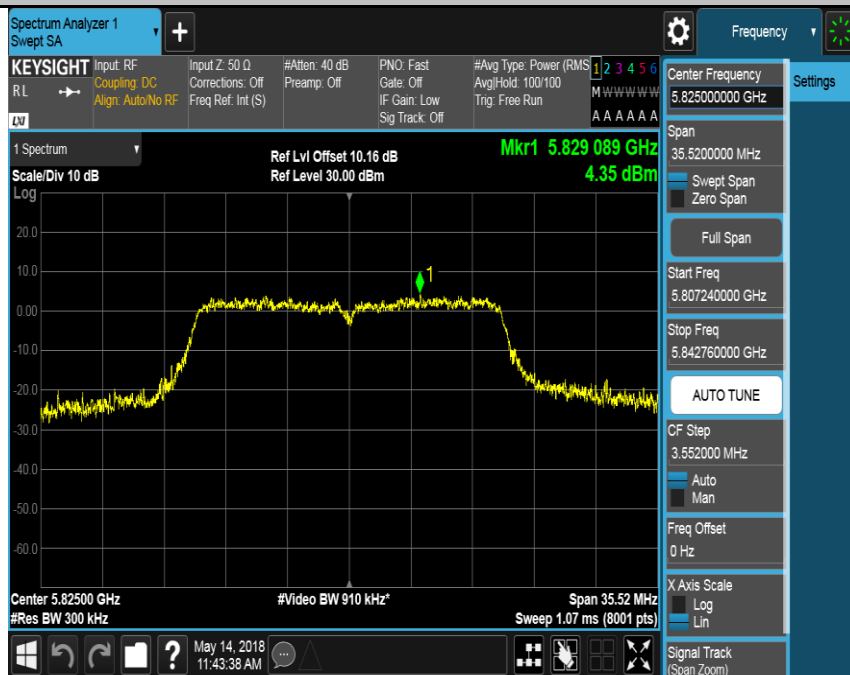 Spectrum Analyzer 1
Swept SA
+
Frequency
KEYSIGHT
RL
LXI
Input: RF
Coupling: DC
Align: Auto/No RF
Input Z: 50 Ω
Corrections: Off
Freq Ref: Int (S)
#Atten: 40 dB
Preamp: Off
PNO: Fast
Gate: Off
IF Gain: Low
Sig Track: Off
#Avg Type: Power (RMS
Avg|Hold: 100/100
Trig: Free Run
1 2 3 4 5 6
M W W W W W
A A A A A A
Center Frequency
5.825000000 GHz
Settings
Span
35.5200000 MHz
Swept Span
Zero Span
Full Span
Start Freq
5.807240000 GHz
Stop Freq
5.842760000 GHz
AUTO TUNE
CF Step
3.552000 MHz
Auto
Man
Freq Offset
0 Hz
X Axis Scale
Log
Lin
Signal Track
(Span Zoom)
1 Spectrum
Scale/Div 10 dB
Log
Ref Lvl Offset 10.16 dB
Ref Level 30.00 dBm
Mkr1 5.829 089 GHz
4.35 dBm
20.0
10.0
1
0.00
-10.0
-20.0
-30.0
-40.0
-50.0
-60.0
Center 5.82500 GHz
#Res BW 300 kHz
#Video BW 910 kHz*
Span 35.52 MHz
Sweep 1.07 ms (8001 pts)
?
May 14, 2018
11:43:38 AM